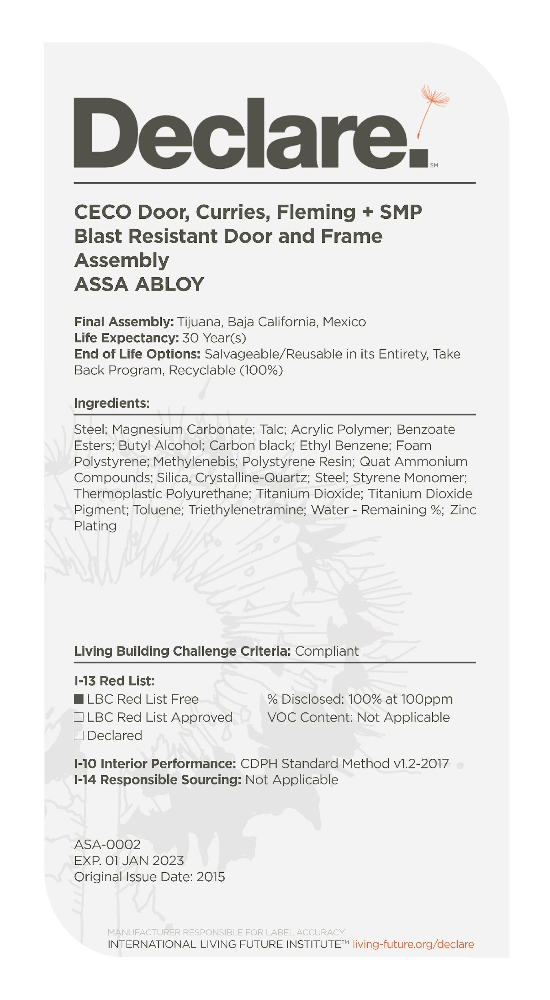 Declare.
SM
CECO Door, Curries, Fleming + SMP
Blast Resistant Door and Frame
Assembly
ASSA ABLOY
Final Assembly: Tijuana, Baja California, Mexico
Life Expectancy: 30 Year(s)
End of Life Options: Salvageable/Reusable in its Entirety, Take
Back Program, Recyclable (100%)
Ingredients:
Steel; Magnesium Carbonate; Talc; Acrylic Polymer; Benzoate
Esters; Butyl Alcohol; Carbon black; Ethyl Benzene; Foam
Polystyrene; Methylenebis; Polystyrene Resin; Quat Ammonium
Compounds; Silica, Crystalline-Quartz; Steel; Styrene Monomer;
Thermoplastic Polyurethane; Titanium Dioxide; Titanium Dioxide
Pigment; Toluene; Triethylenetramine; Water - Remaining %; Zinc
Plating
Living Building Challenge Criteria: Compliant
I-13 Red List:
■ LBC Red List Free % Disclosed: 100% at 100ppm
□ LBC Red List Approved VOC Content: Not Applicable
□ Declared
I-10 Interior Performance: CDPH Standard Method v1.2-2017
I-14 Responsible Sourcing: Not Applicable
ASA-0002
EXP. 01 JAN 2023
Original Issue Date: 2015
MANUFACTURER RESPONSIBLE FOR LABEL ACCURACY
INTERNATIONAL LIVING FUTURE INSTITUTE™ living-future.org/declare